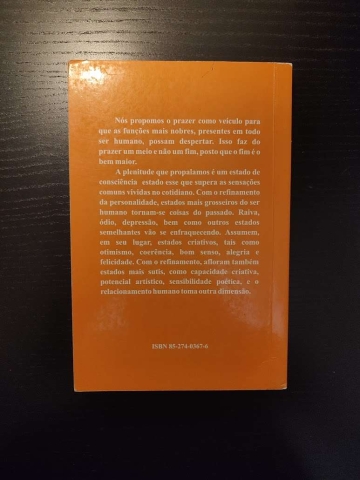 Nós propomos o prazer como veículo para
que as funções mais nobres, presentes em todo
ser humano, possam despertar. Isso faz do
prazer um meio e não um fim, posto que o fim é o
bem maior.
A plenitude que propalamos é um estado de
consciência estado esse que supera as sensações
comuns vividas no cotidiano. Com o refinamento
da personalidade, estados mais grosseiros do ser
humano tornam-se coisas do passado. Raiva,
ódio, depressão, bem como outros estados
semelhantes vão se enfraquecendo. Assumem,
em seu lugar, estados criativos, tais como
otimismo, coerência, bom senso, alegria e
felicidade. Com o refinamento, afloram também
estados mais sutis, como capacidade criativa,
potencial artístico, sensibilidade poética, e o
relacionamento humano toma outra dimensão.
ISBN 85-274-0367-6